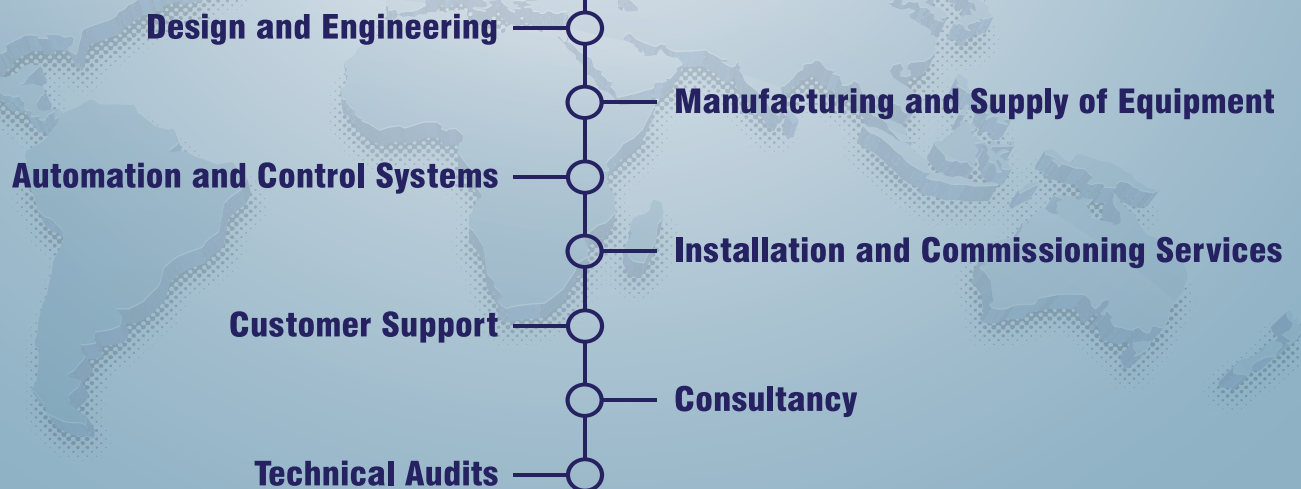 Design and Engineering
Manufacturing and Supply of Equipment
Automation and Control Systems
Installation and Commissioning Services
Customer Support
Consultancy
Technical Audits